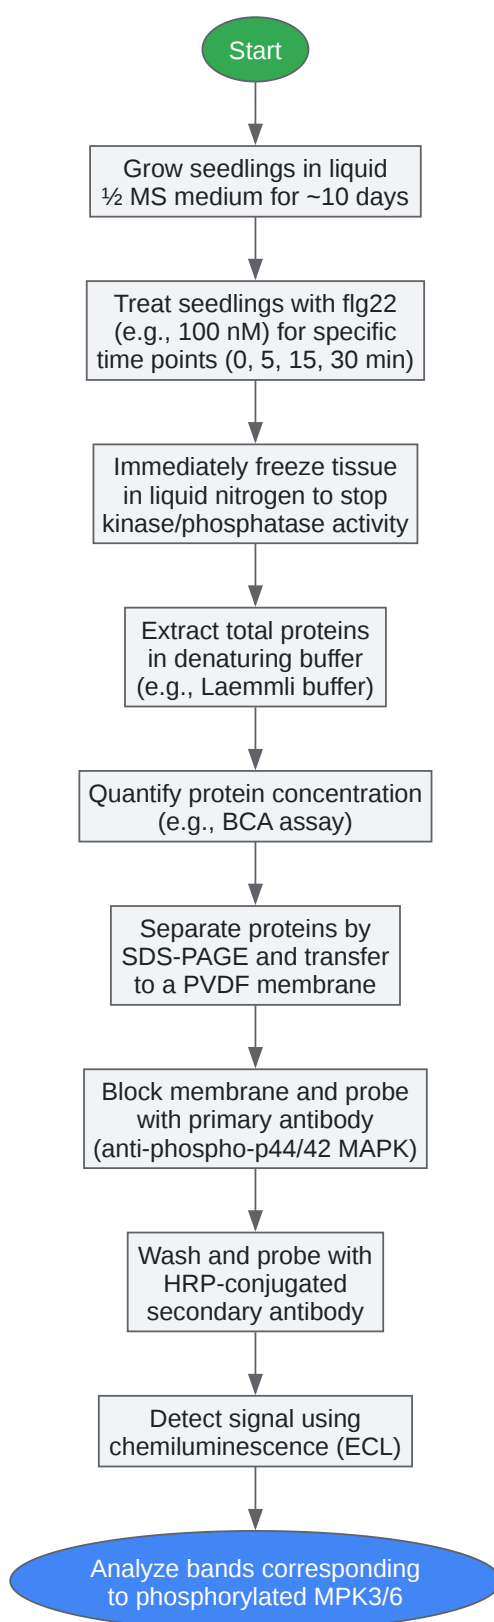 Start
Grow seedlings in liquid
½ MS medium for ~10 days
Treat seedlings with flg22
(e.g., 100 nM) for specific
time points (0, 5, 15, 30 min)
Immediately freeze tissue
in liquid nitrogen to stop
kinase/phosphatase activity
Extract total proteins
in denaturing buffer
(e.g., Laemmli buffer)
Quantify protein concentration
(e.g., BCA assay)
Separate proteins by
SDS-PAGE and transfer
to a PVDF membrane
Block membrane and probe
with primary antibody
(anti-phospho-p44/42 MAPK)
Wash and probe with
HRP-conjugated
secondary antibody
Detect signal using
chemiluminescence (ECL)
Analyze bands corresponding
to phosphorylated MPK3/6